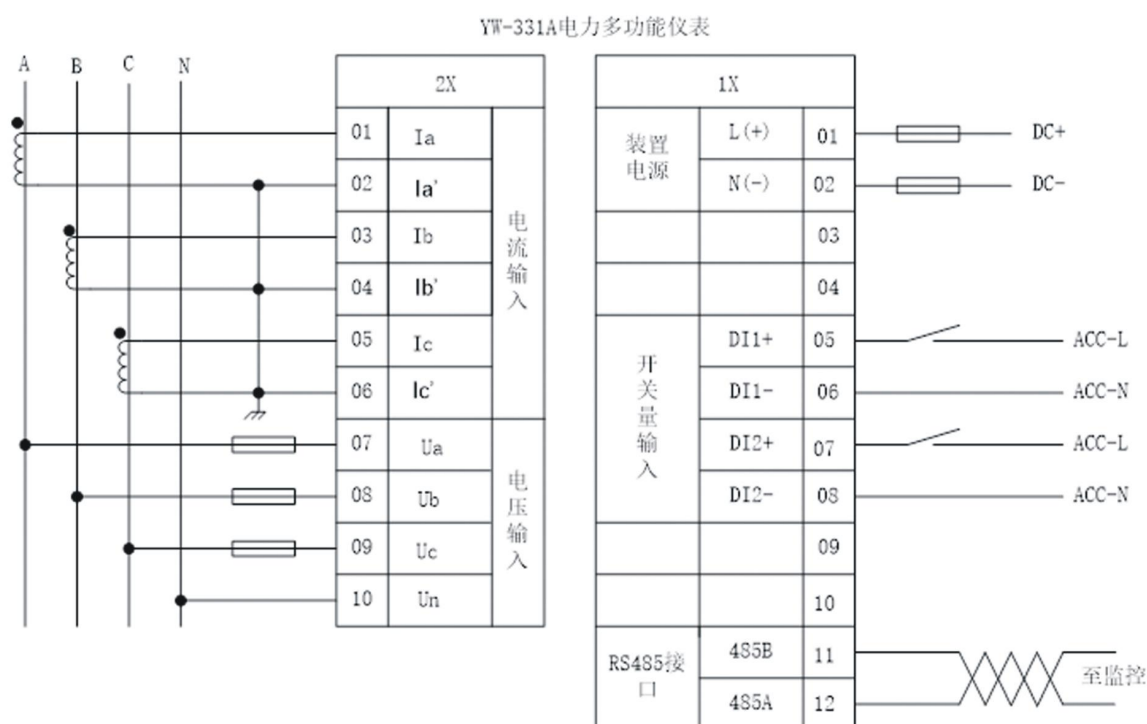 YW-331A电力多功能仪表
A B C N
2X
01 Ia
02 Ia'
03 Ib
04 Ib'
05 Ic
06 Ic'
电流输入
07 Ua
08 Ub
09 Uc
10 Un
电压输入
1X
装置电源
L(+) 01 DC+
N(-) 02 DC-
03
04
开关量输入
DI1+ 05 ACC-L
DI1- 06 ACC-N
DI2+ 07 ACC-L
DI2- 08 ACC-N
09
10
RS485接口
485B 11
485A 12
至监控